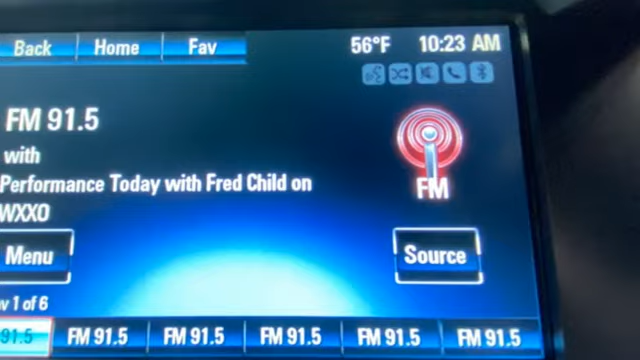 Back Home Fav 56°F 10:23 AM
FM 91.5
with
Performance Today with Fred Child on
WXXO
FM
Menu Source
v 1 of 6
91.5 FM 91.5 FM 91.5 FM 91.5 FM 91.5 FM 91.5